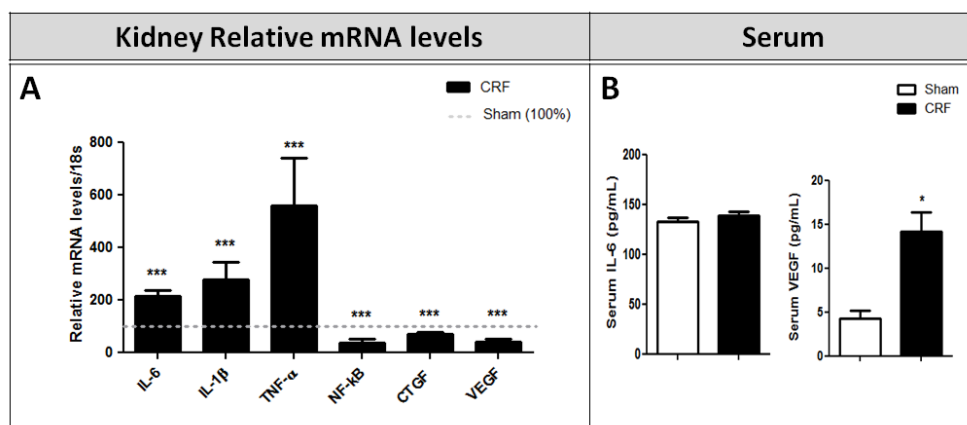 Kidney Relative mRNA levels
Serum
A
CRF
Sham (100%)
Relative mRNA levels/18s
800
600
400
200
0
***
***
***
***
***
***
IL-6
IL-1β
TNF-α
NF-kB
CTGF
VEGF
B
Sham
CRF
Serum IL-6 (pg/mL)
200
150
100
50
0
Serum VEGF (pg/mL)
20
15
10
5
0
*